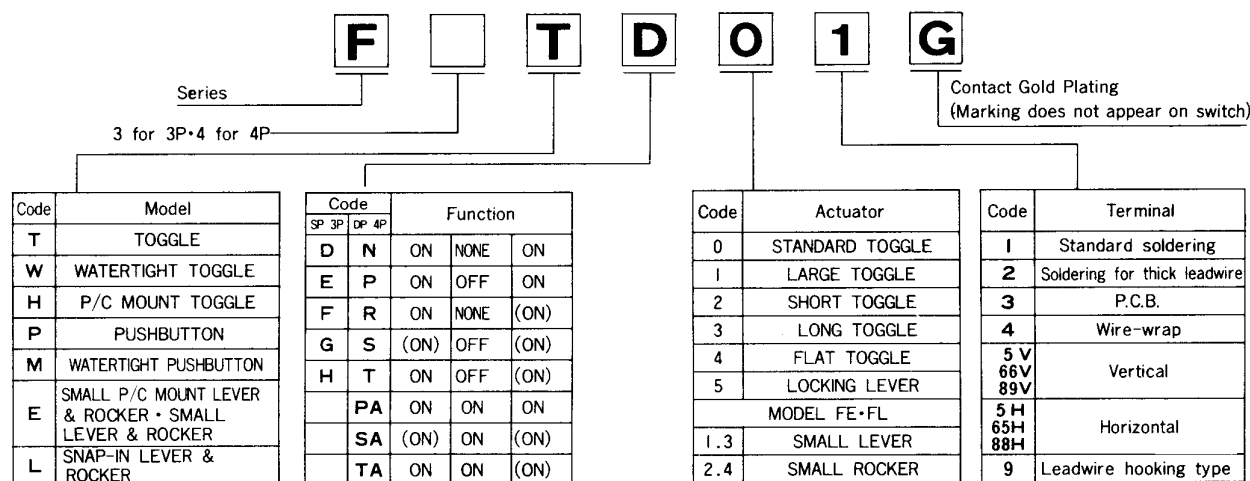 F T D 0 1 G
Series
3 for 3P·4 for 4P
Contact Gold Plating
(Marking does not appear on switch)
Code Model
T TOGGLE
W WATERTIGHT TOGGLE
H P/C MOUNT TOGGLE
P PUSHBUTTON
M WATERTIGHT PUSHBUTTON
E SMALL P/C MOUNT LEVER
& ROCKER · SMALL
LEVER & ROCKER
L SNAP-IN LEVER &
ROCKER
Code Function
SP 3P DP 4P
D N ON NONE ON
E P ON OFF ON
F R ON NONE (ON)
G S (ON) OFF (ON)
H T ON OFF (ON)
PA ON ON ON
SA (ON) ON (ON)
TA ON ON (ON)
Code Actuator
0 STANDARD TOGGLE
1 LARGE TOGGLE
2 SHORT TOGGLE
3 LONG TOGGLE
4 FLAT TOGGLE
5 LOCKING LEVER
MODEL FE·FL
1.3 SMALL LEVER
2.4 SMALL ROCKER
Code Terminal
1 Standard soldering
2 Soldering for thick leadwire
3 P.C.B.
4 Wire-wrap
5 V
66V Vertical
89V
5 H
65H Horizontal
88H
9 Leadwire hooking type